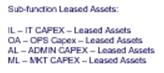 Sub-function Leased Assets:
IL – IT CAPEX – Leased Assets
OA – OPS Capex – Leased Assets
AL – ADMIN CAPEX – Leased Assets
ML – MKT CAPEX – Leased Assets